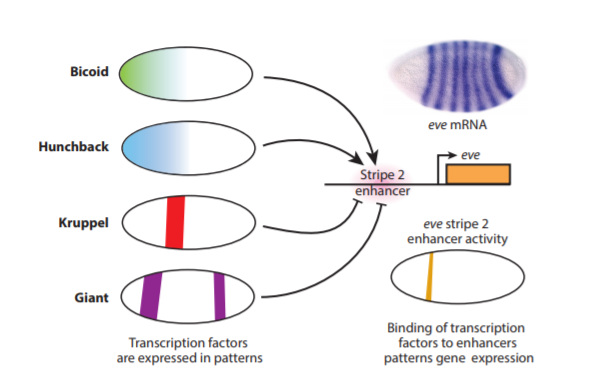 Bicoid
Hunchback
Kruppel
Giant
Transcription factors
are expressed in patterns
Stripe 2
enhancer
eve mRNA
eve
eve stripe 2
enhancer activity
Binding of transcription
factors to enhancers
patterns gene expression